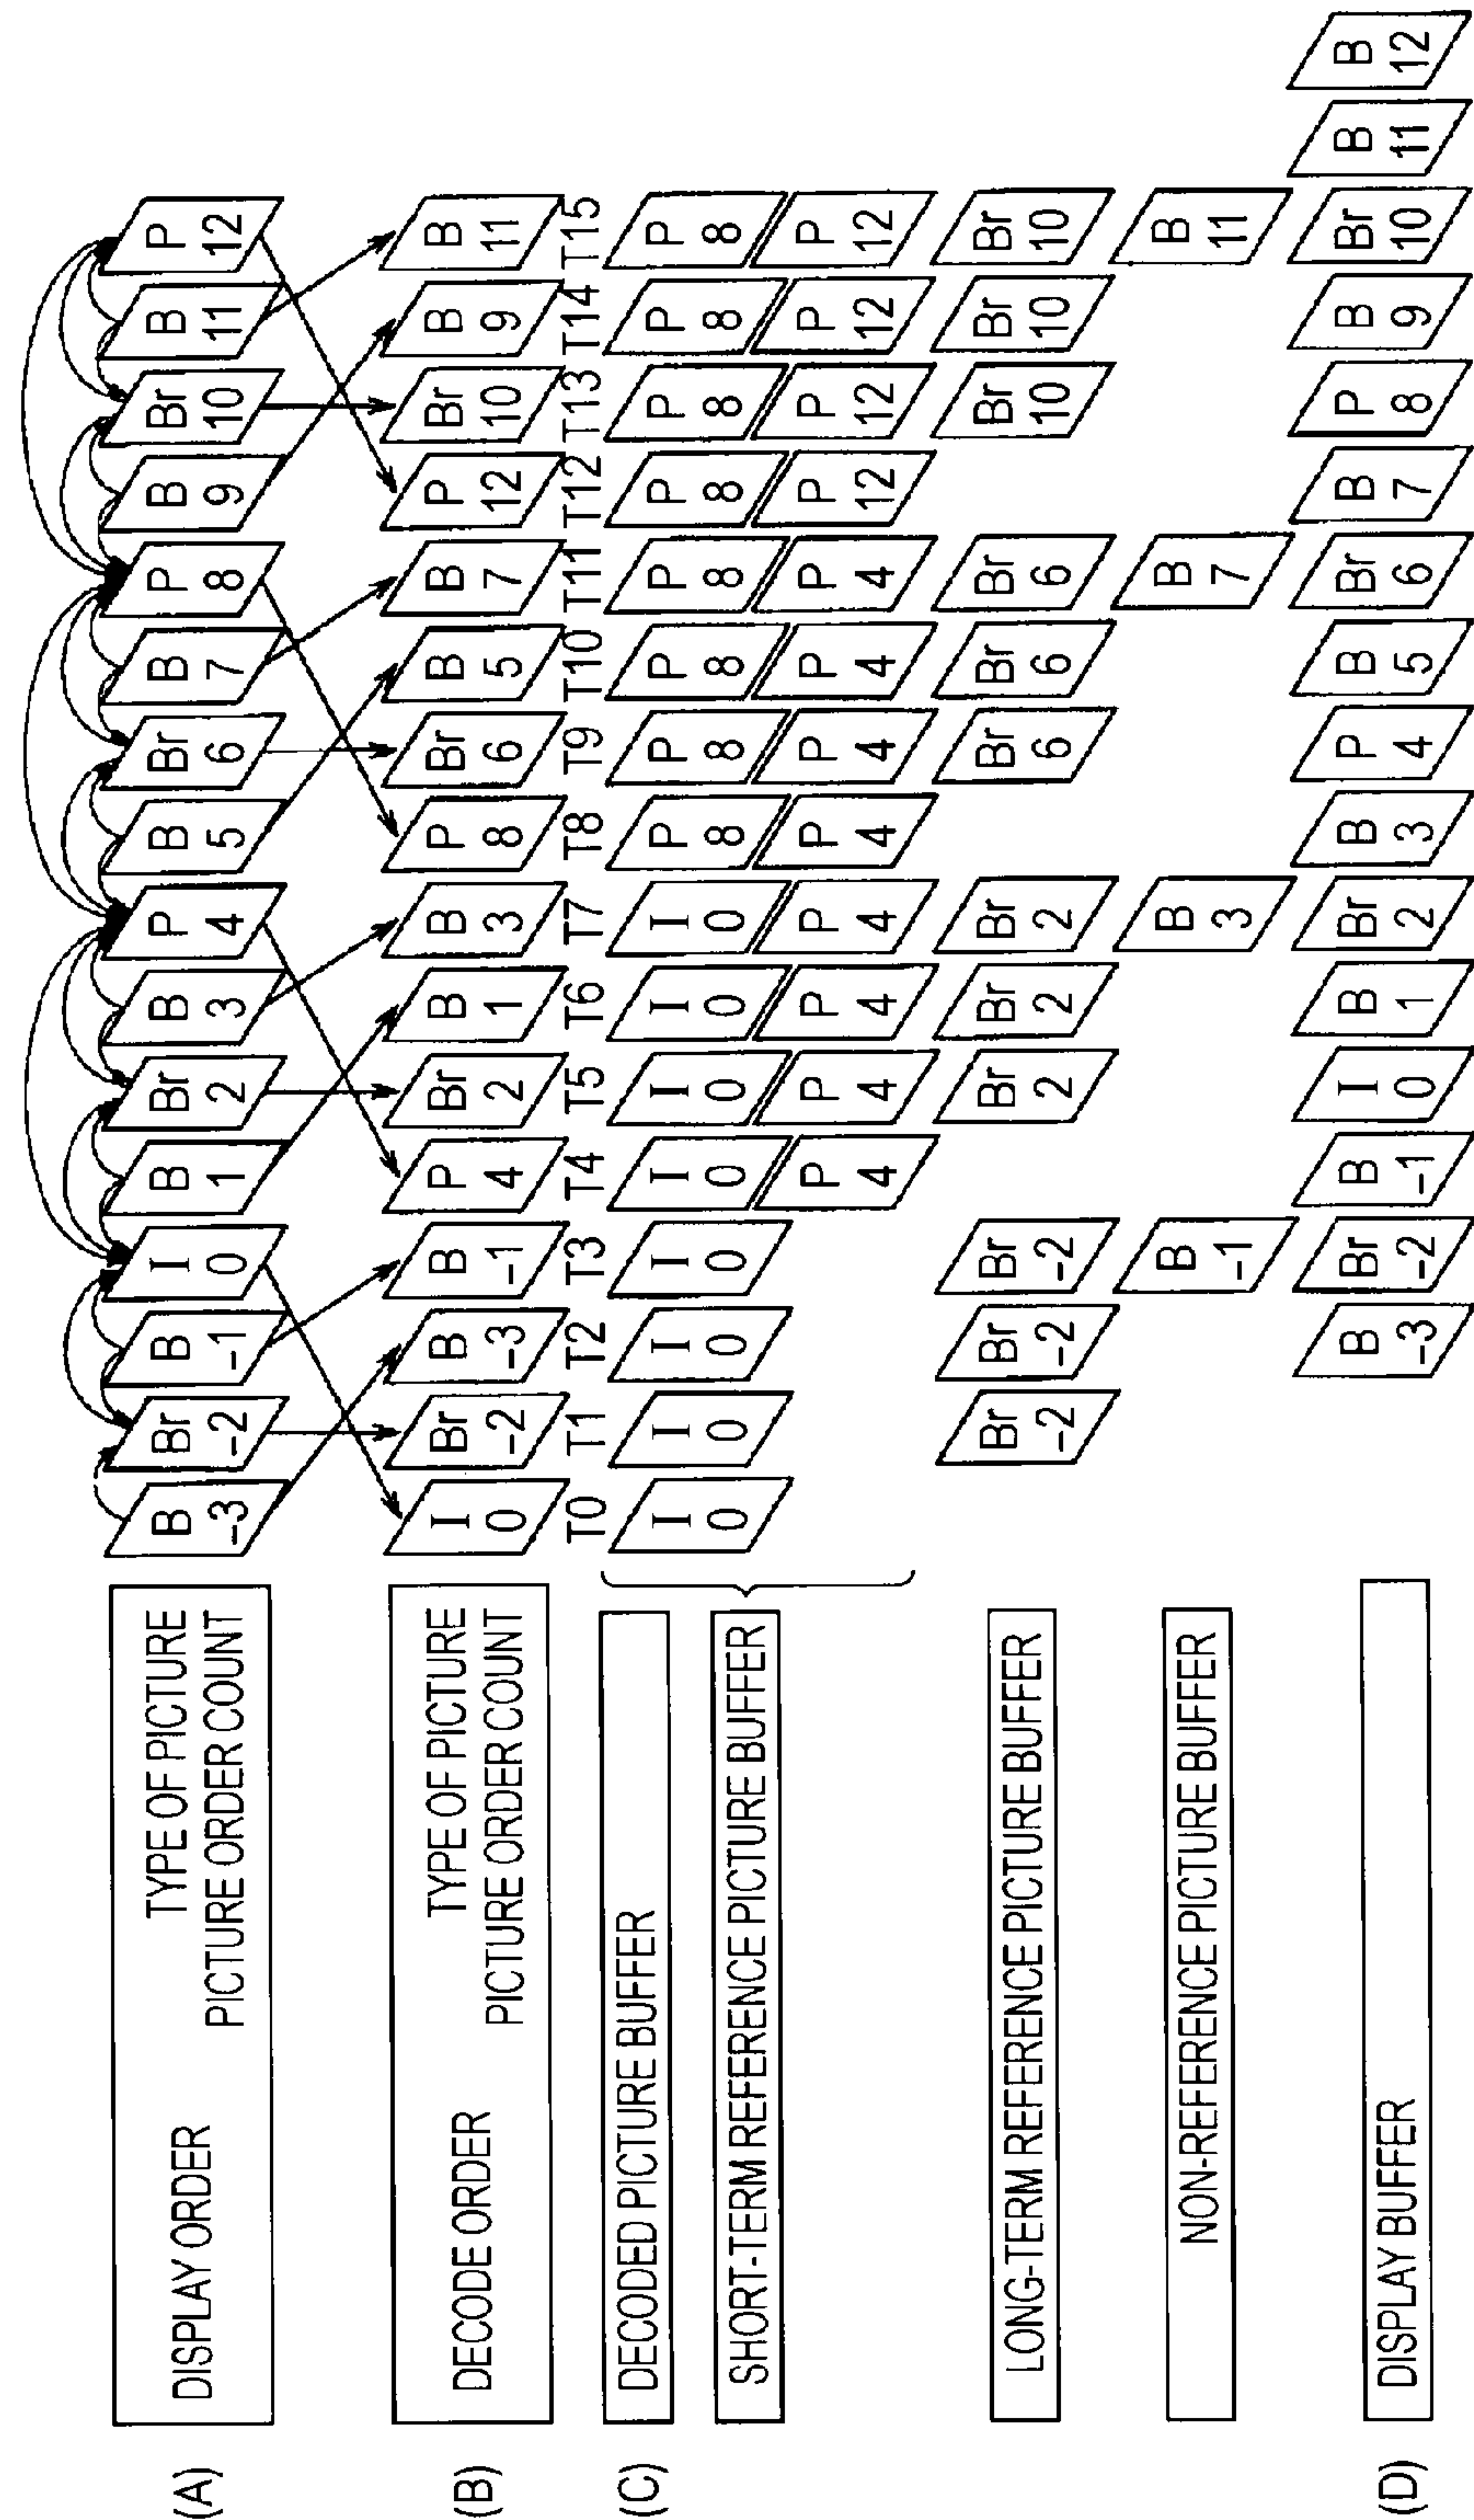 (A)
DISPLAY ORDER
TYPE OF PICTURE
PICTURE ORDER COUNT
B -3
Br -2
B -1
I 0
B 1
Br 2
B 3
P 4
B 5
Br 6
B 7
P 8
B 9
Br 10
B 11
P 12
(B)
DECODE ORDER
TYPE OF PICTURE
PICTURE ORDER COUNT
I 0
Br -2
B -3
B -1
P 4
Br 2
B 1
B 3
P 8
Br 6
B 5
B 7
P 12
Br 10
B 9
B 11
T0 T1 T2 T3 T4 T5 T6 T7 T8 T9 T10 T11 T12 T13 T14 T15
(C)
DECODED PICTURE BUFFER
SHORT-TERM REFERENCE PICTURE BUFFER
I 0
I 0
I 0
I 0
I 0
I 0
I 0
I 0
P 8
P 8
P 8
P 8
P 8
P 8
P 8
P 8
P 4
P 4
P 4
P 4
P 4
P 4
P 4
P 4
P 12
P 12
P 12
P 12
LONG-TERM REFERENCE PICTURE BUFFER
Br -2
Br -2
Br -2
Br 2
Br 2
Br 2
Br 6
Br 6
Br 6
Br 10
Br 10
Br 10
NON-REFERENCE PICTURE BUFFER
B -1
B 3
B 7
B 11
(D)
DISPLAY BUFFER
B -3
Br -2
B -1
I 0
B 1
Br 2
B 3
P 4
B 5
Br 6
B 7
P 8
B 9
Br 10
B 11
B 12